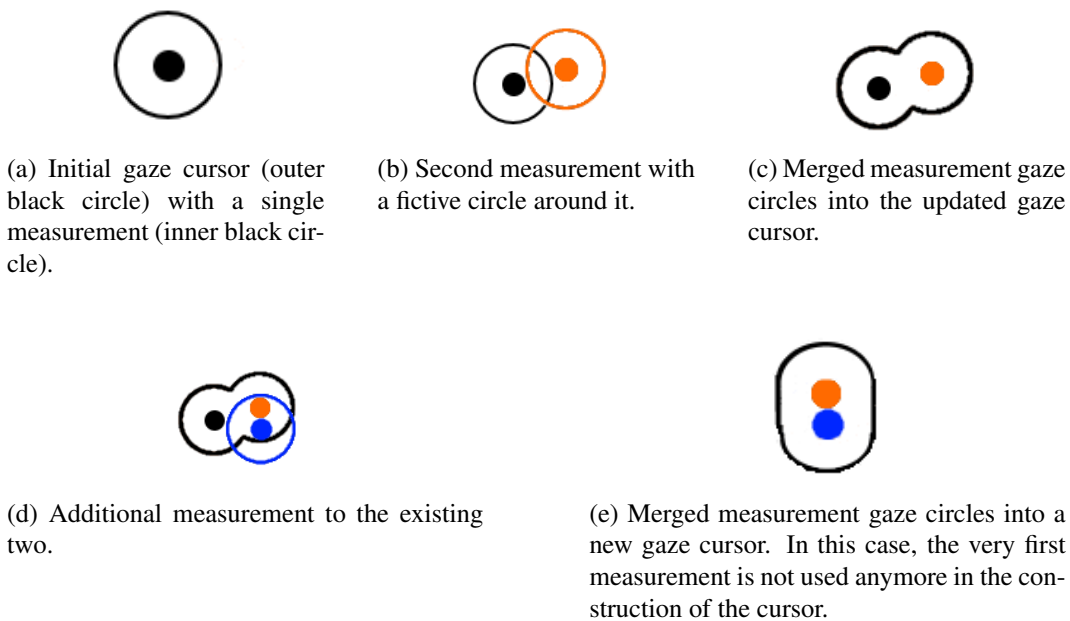 (a) Initial gaze cursor (outer
black circle) with a single
measurement (inner black cir-
cle).
(b) Second measurement with
a fictive circle around it.
(c) Merged measurement gaze
circles into the updated gaze
cursor.
(d) Additional measurement to the existing
two.
(e) Merged measurement gaze circles into a
new gaze cursor. In this case, the very first
measurement is not used anymore in the con-
struction of the cursor.